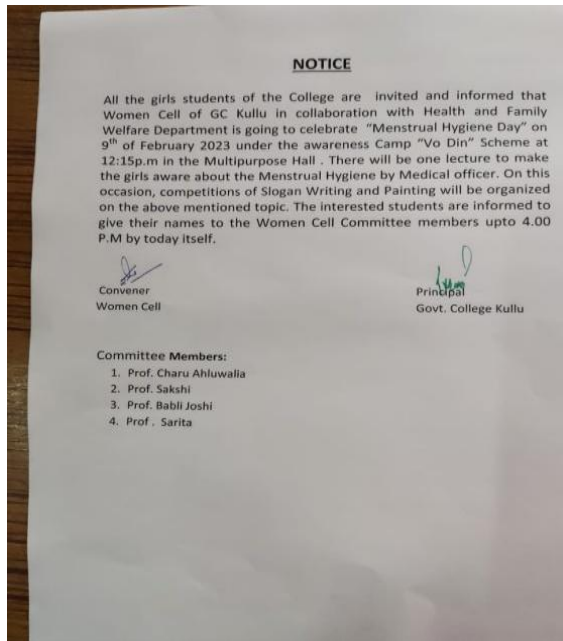 NOTICE
All the girls students of the College are invited and informed that
Women Cell of GC Kullu in collaboration with Health and Family
Welfare Department is going to celebrate “Menstrual Hygiene Day” on
9th of February 2023 under the awareness Camp “Vo Din” Scheme at
12:15p.m in the Multipurpose Hall . There will be one lecture to make
the girls aware about the Menstrual Hygiene by Medical officer. On this
occasion, competitions of Slogan Writing and Painting will be organized
on the above mentioned topic. The interested students are informed to
give their names to the Women Cell Committee members upto 4.00
P.M by today itself.
Convener
Women Cell
Principal
Govt. College Kullu
Committee Members:
1. Prof. Charu Ahluwalia
2. Prof. Sakshi
3. Prof. Babli Joshi
4. Prof . Sarita